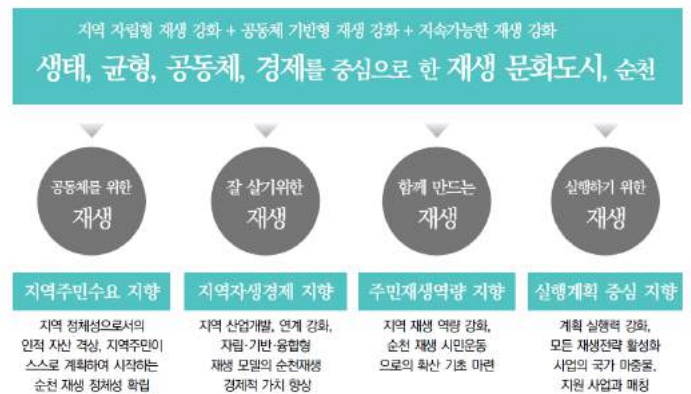 지역 자립형 재생 강화 + 공동체 기반형 재생 강화 + 지속가능한 재생 강화
생태, 균형, 공동체, 경제를 중심으로 한 재생 문화도시, 순천
공동체를 위한
재생
잘 살기위한
재생
함께 만드는
재생
실행하기 위한
재생
지역주민수요 지향
지역 정체성으로서의
인적 자산 격상, 지역주민이
스스로 계획하여 시작하는
순천 재생 정체성 확립
지역자생경제 지향
지역 산업개발, 연계 강화,
자립·기반·융합형
재생 모델의 순천재생
경제적 가치 향상
주민재생역량 지향
지역 재생 역량 강화,
순천 재생 시민운동
으로의 확산 기초 마련
실행계획 중심 지향
계획 실행력 강화,
모든 재생전략 활성화
사업의 국가 마중물,
지원 사업과 매칭